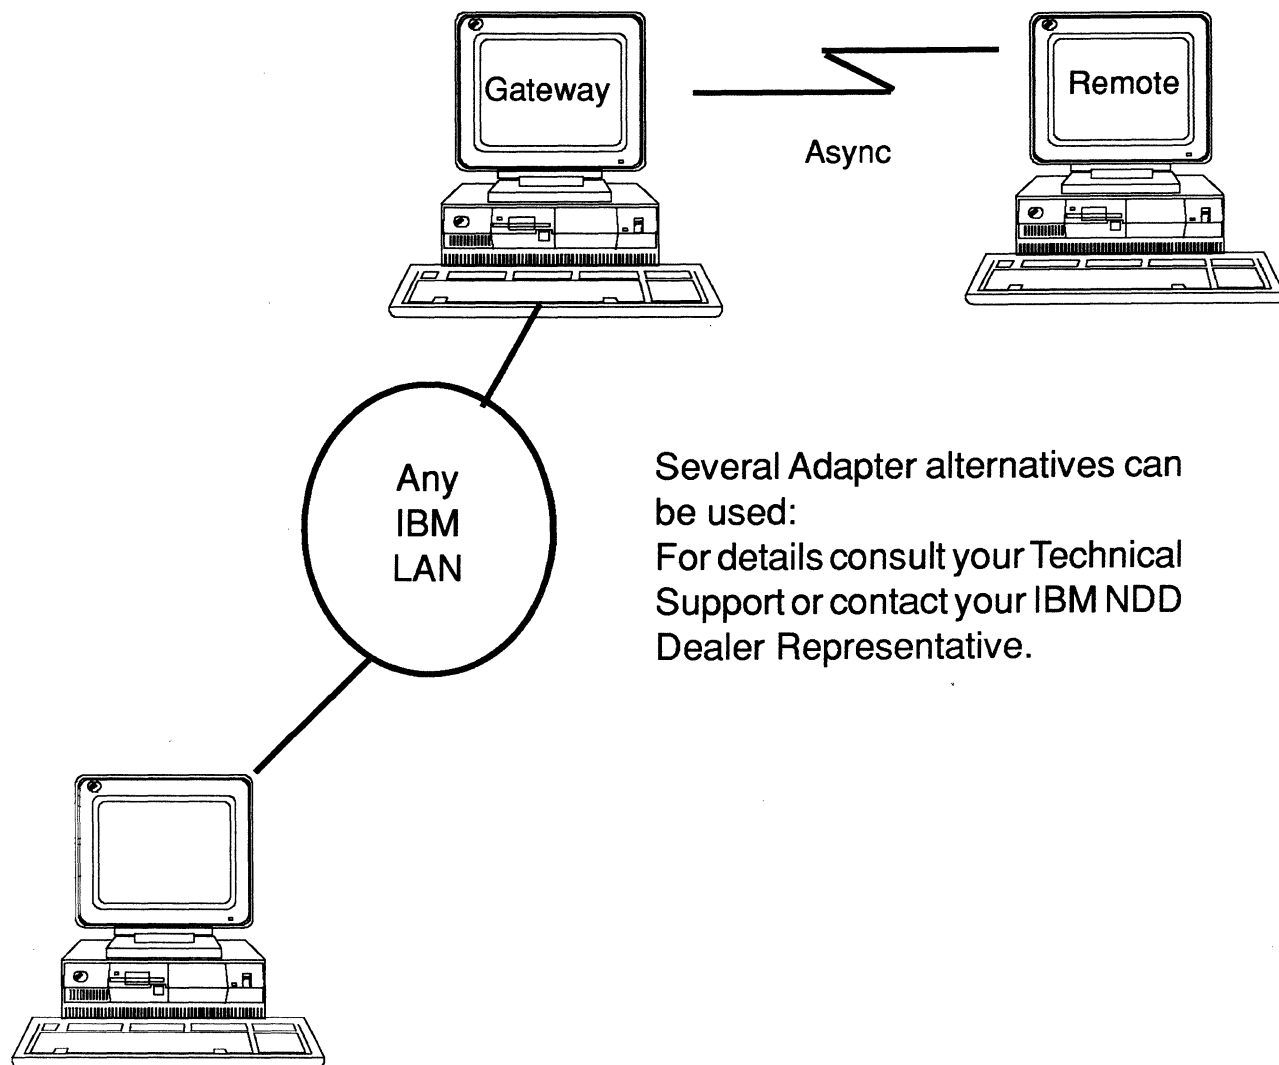 Gateway
Remote
Async
Any
IBM
LAN
Several Adapter alternatives can
be used:
For details consult your Technical
Support or contact your IBM NDD
Dealer Representative.